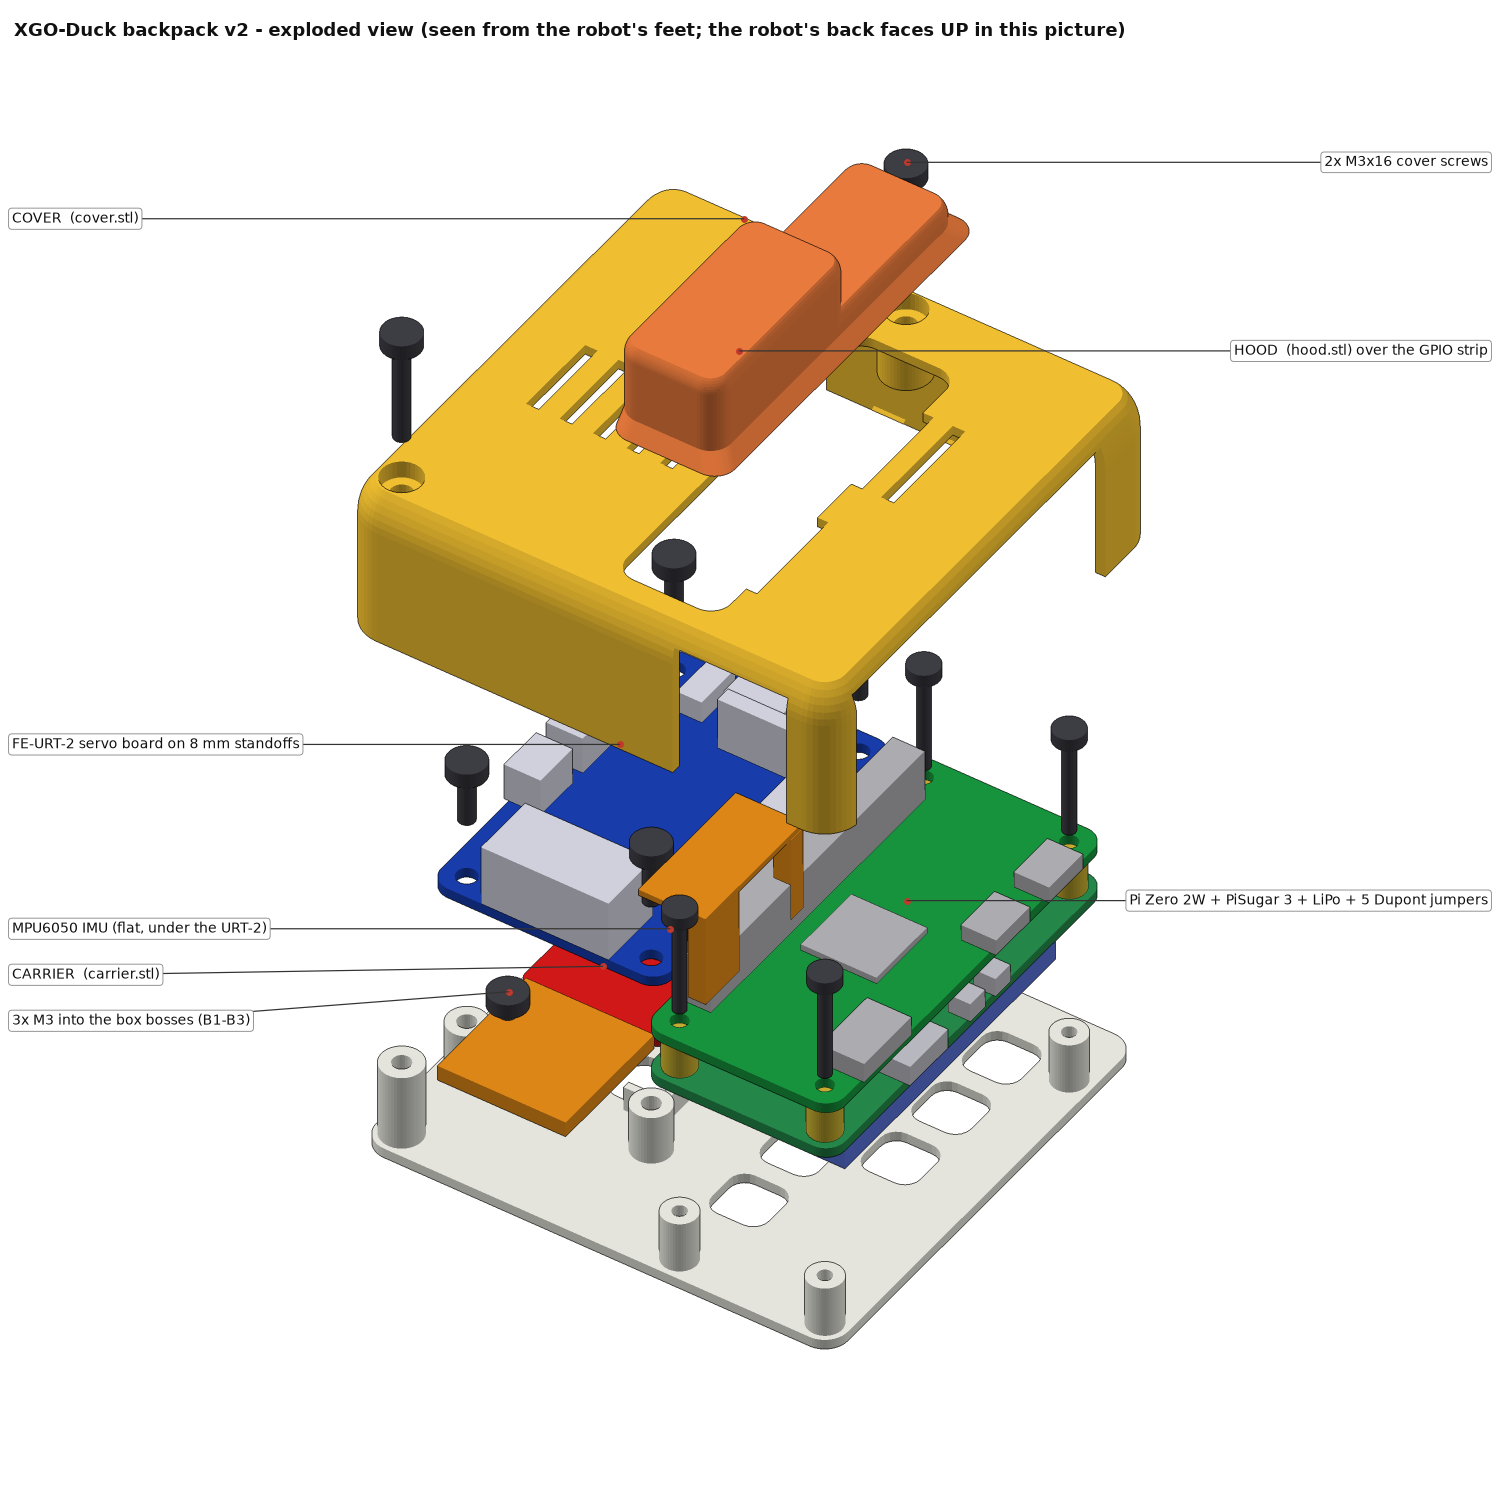 XGO-Duck backpack v2 - exploded view (seen from the robot's feet; the robot's back faces UP in this picture)
2x M3x16 cover screws
COVER  (cover.stl)
HOOD  (hood.stl) over the GPIO strip
FE-URT-2 servo board on 8 mm standoffs
Pi Zero 2W + PiSugar 3 + LiPo + 5 Dupont jumpers
MPU6050 IMU (flat, under the URT-2)
CARRIER  (carrier.stl)
3x M3 into the box bosses (B1-B3)